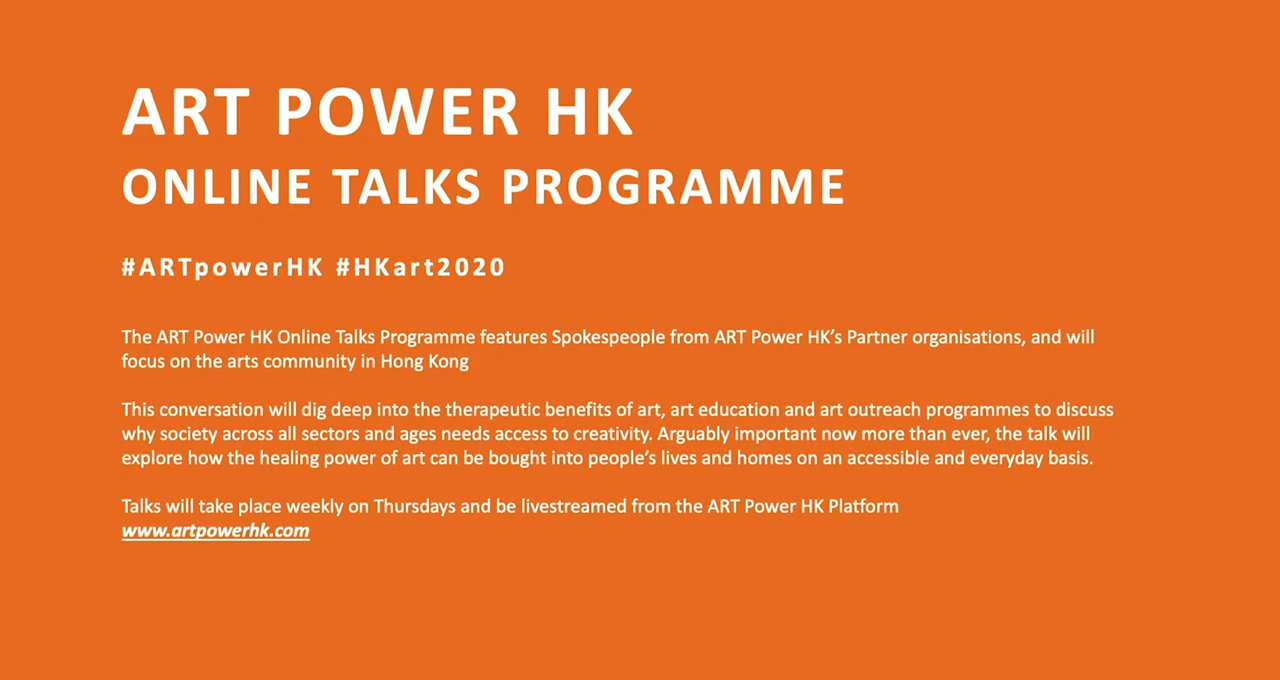 ART POWER HK
ONLINE TALKS PROGRAMME
#ARTpowerHK #HKart2020
The ART Power HK Online Talks Programme features Spokespeople from ART Power HK’s Partner organisations, and will
focus on the arts community in Hong Kong
This conversation will dig deep into the therapeutic benefits of art, art education and art outreach programmes to discuss
why society across all sectors and ages needs access to creativity. Arguably important now more than ever, the talk will
explore how the healing power of art can be bought into people’s lives and homes on an accessible and everyday basis.
Talks will take place weekly on Thursdays and be livestreamed from the ART Power HK Platform
www.artpowerhk.com